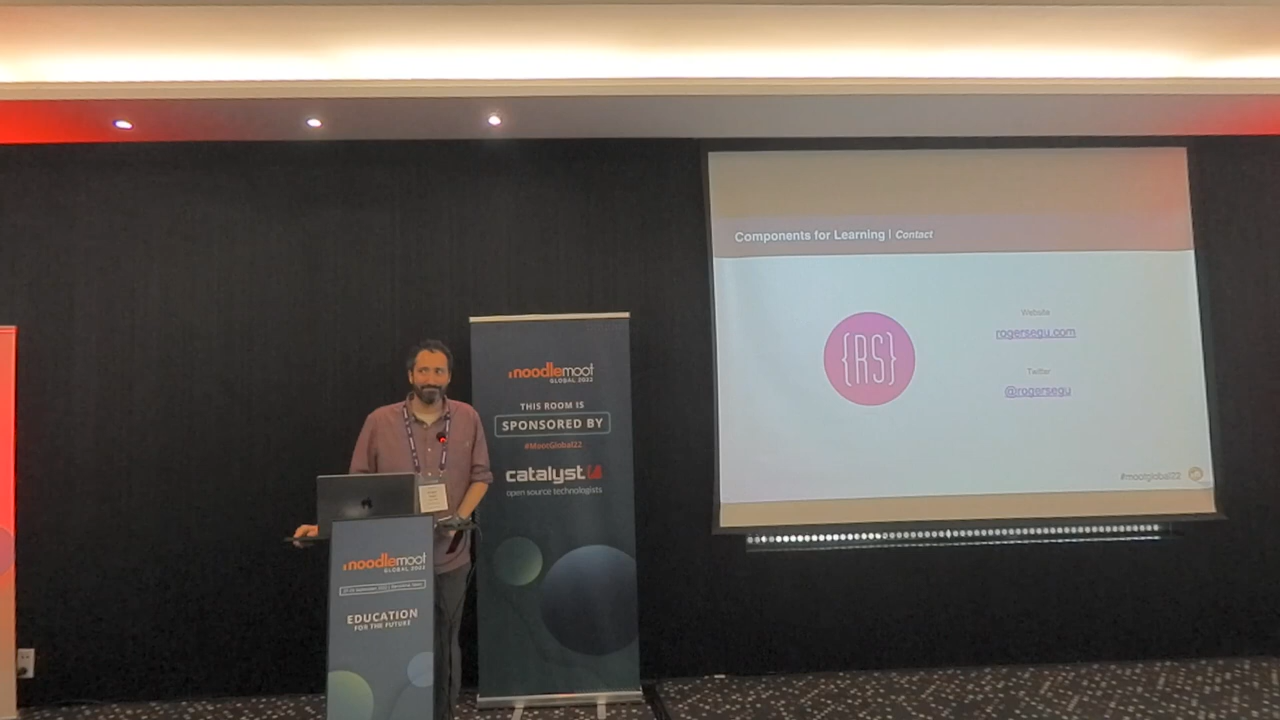 Components for Learning | Contact
{RS}
Website
rogersegu.com
Twitter
@rogersegu
#mootglobal22
moodlemoot
GLOBAL 2022
THIS ROOM IS
SPONSORED BY
#MootGlobal22
catalyst
open source technologists
moodlemoot
GLOBAL 2022
EDUCATION
FOR THE FUTURE